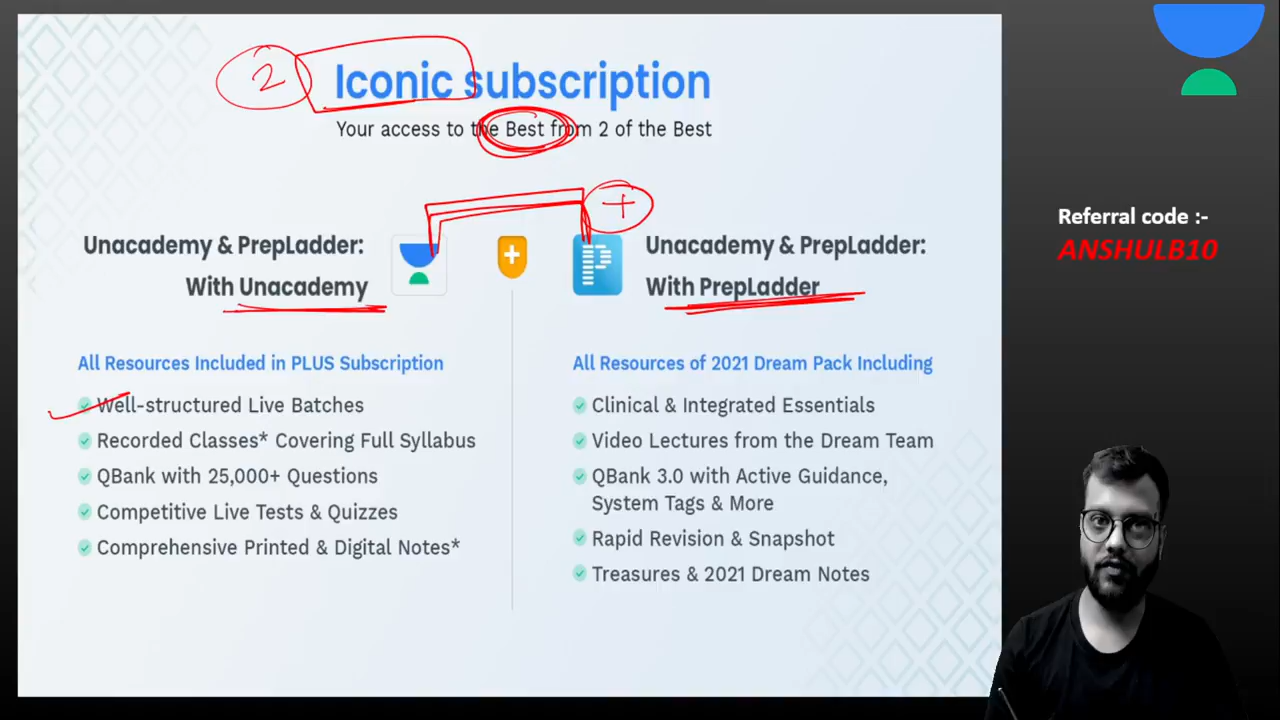 2
Iconic subscription
Your access to the Best from 2 of the Best
+
Unacademy & PrepLadder:
With Unacademy
Unacademy & PrepLadder:
With PrepLadder
All Resources Included in PLUS Subscription
Well-structured Live Batches
Recorded Classes* Covering Full Syllabus
QBank with 25,000+ Questions
Competitive Live Tests & Quizzes
Comprehensive Printed & Digital Notes*
All Resources of 2021 Dream Pack Including
Clinical & Integrated Essentials
Video Lectures from the Dream Team
QBank 3.0 with Active Guidance,
System Tags & More
Rapid Revision & Snapshot
Treasures & 2021 Dream Notes
Referral code :-
ANSHULB10